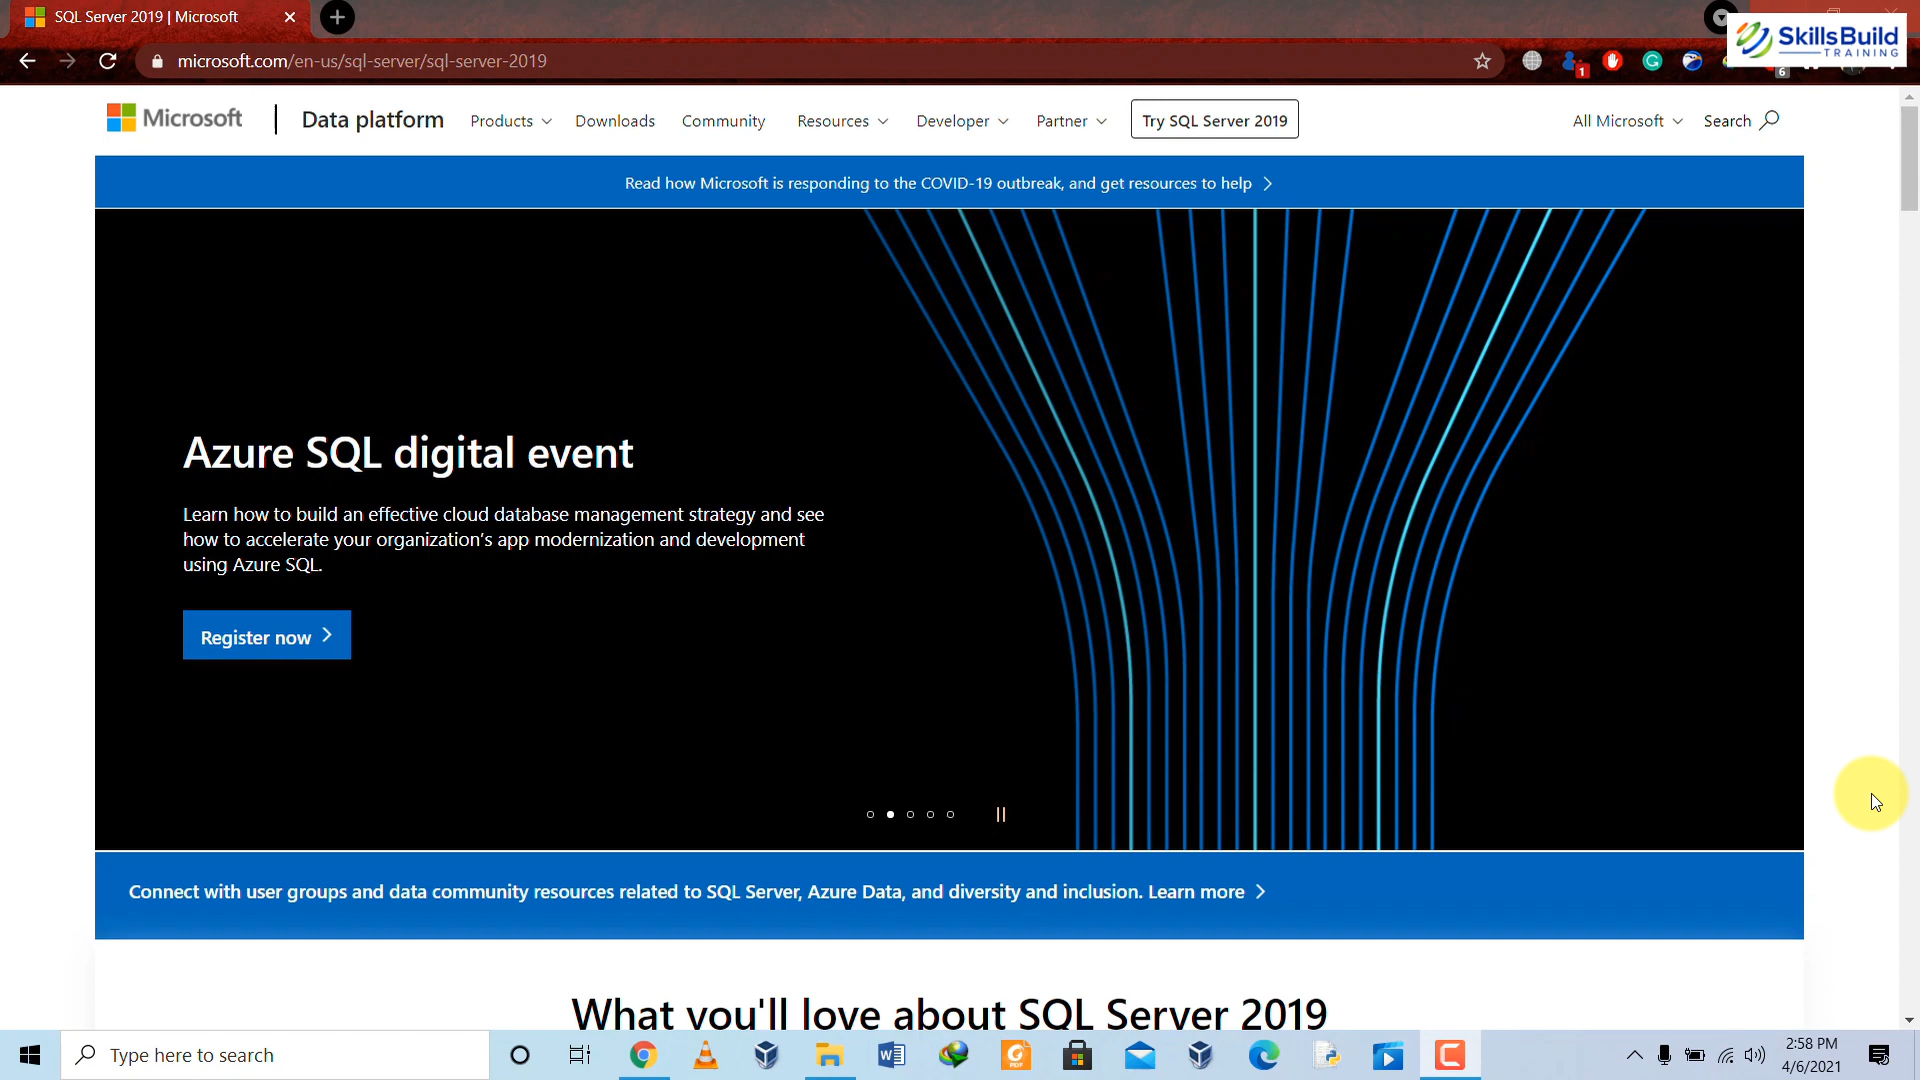 SQL Server 2019 | Microsoft
SkillsBuild
TRAINING
microsoft.com/en-us/sql-server/sql-server-2019
1
6
Microsoft
Data platform
Products
Downloads
Community
Resources
Developer
Partner
Try SQL Server 2019
All Microsoft
Search
Read how Microsoft is responding to the COVID-19 outbreak, and get resources to help
Azure SQL digital event
Learn how to build an effective cloud database management strategy and see
how to accelerate your organization's app modernization and development
using Azure SQL.
Register now
Connect with user groups and data community resources related to SQL Server, Azure Data, and diversity and inclusion. Learn more
What you'll love about SQL Server 2019
Type here to search
PDF
2:58 PM
4/6/2021